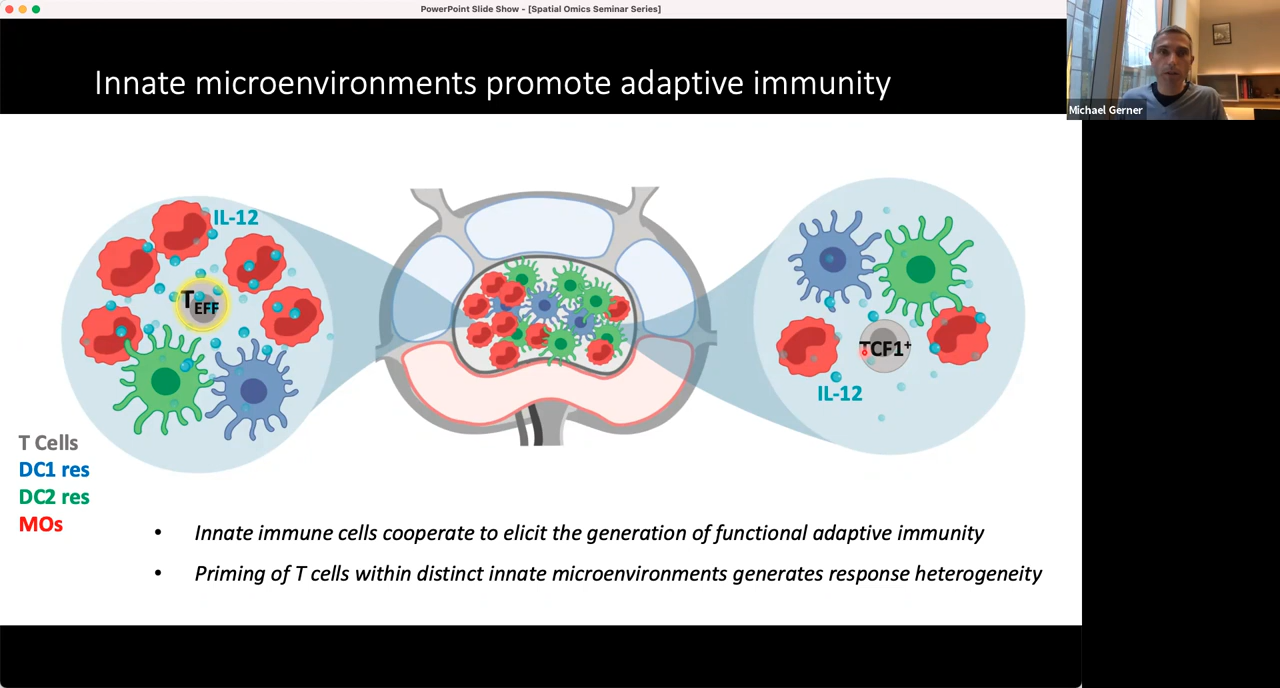 PowerPoint Slide Show - [Spatial Omics Seminar Series]
Innate microenvironments promote adaptive immunity
Michael Gerner
IL-12
TEFF
TCF1+
IL-12
T Cells
DC1 res
DC2 res
MOs
• Innate immune cells cooperate to elicit the generation of functional adaptive immunity
• Priming of T cells within distinct innate microenvironments generates response heterogeneity